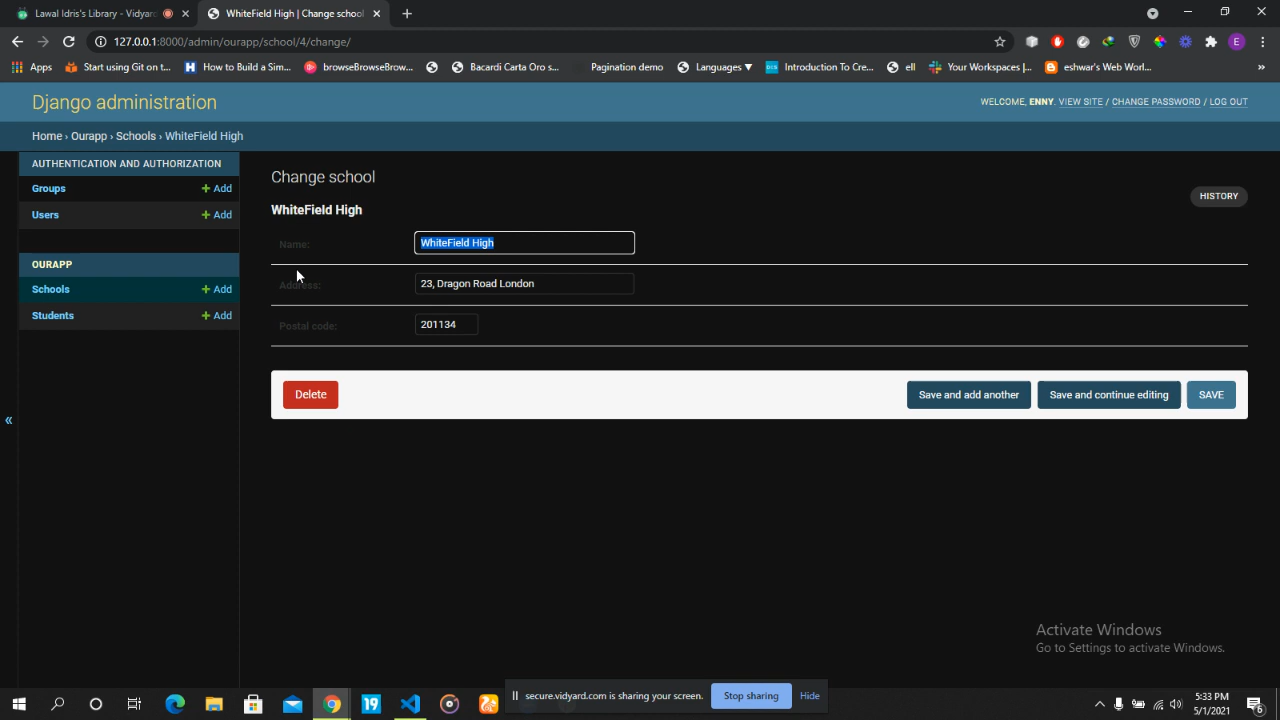 Lawal Idris's Library - Vidyar
WhiteField High | Change school
127.0.0.1:8000/admin/ourapp/school/4/change/
E
Apps
Start using Git on t...
How to Build a Sim...
browseBrowseBrow...
Bacardi Carta Oro s...
Pagination demo
Languages ▼
Introduction To Cre...
ell
Your Workspaces |...
eshwar's Web Worl...
»
Django administration
WELCOME, ENNY. VIEW SITE / CHANGE PASSWORD / LOG OUT
Home › Ourapp › Schools › WhiteField High
AUTHENTICATION AND AUTHORIZATION
Groups
+ Add
Users
+ Add
OURAPP
Schools
+ Add
Students
+ Add
«
Change school
HISTORY
WhiteField High
Name:
WhiteField High
Address:
23, Dragon Road London
Postal code:
201134
Delete
Save and add another
Save and continue editing
SAVE
Activate Windows
Go to Settings to activate Windows.
19
secure.vidyard.com is sharing your screen.
Stop sharing
Hide
5:33 PM
5/1/2021
6